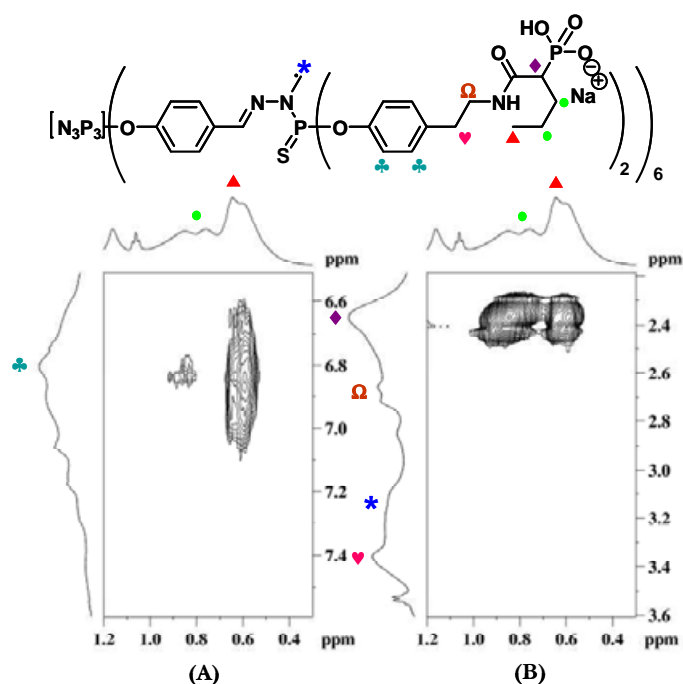 HO O
P
O⊖
O
⊕
Na
Ω
NH
*
N N
[N₃P₃] O P O
S
2 6
ppm ppm
6.6
6.8
7.0
7.2
7.4
Ω
*
2.4
2.6
2.8
3.0
3.2
3.4
3.6
1.2 1.0 0.8 0.6 0.4 ppm
1.2 1.0 0.8 0.6 0.4 ppm
(A) (B)